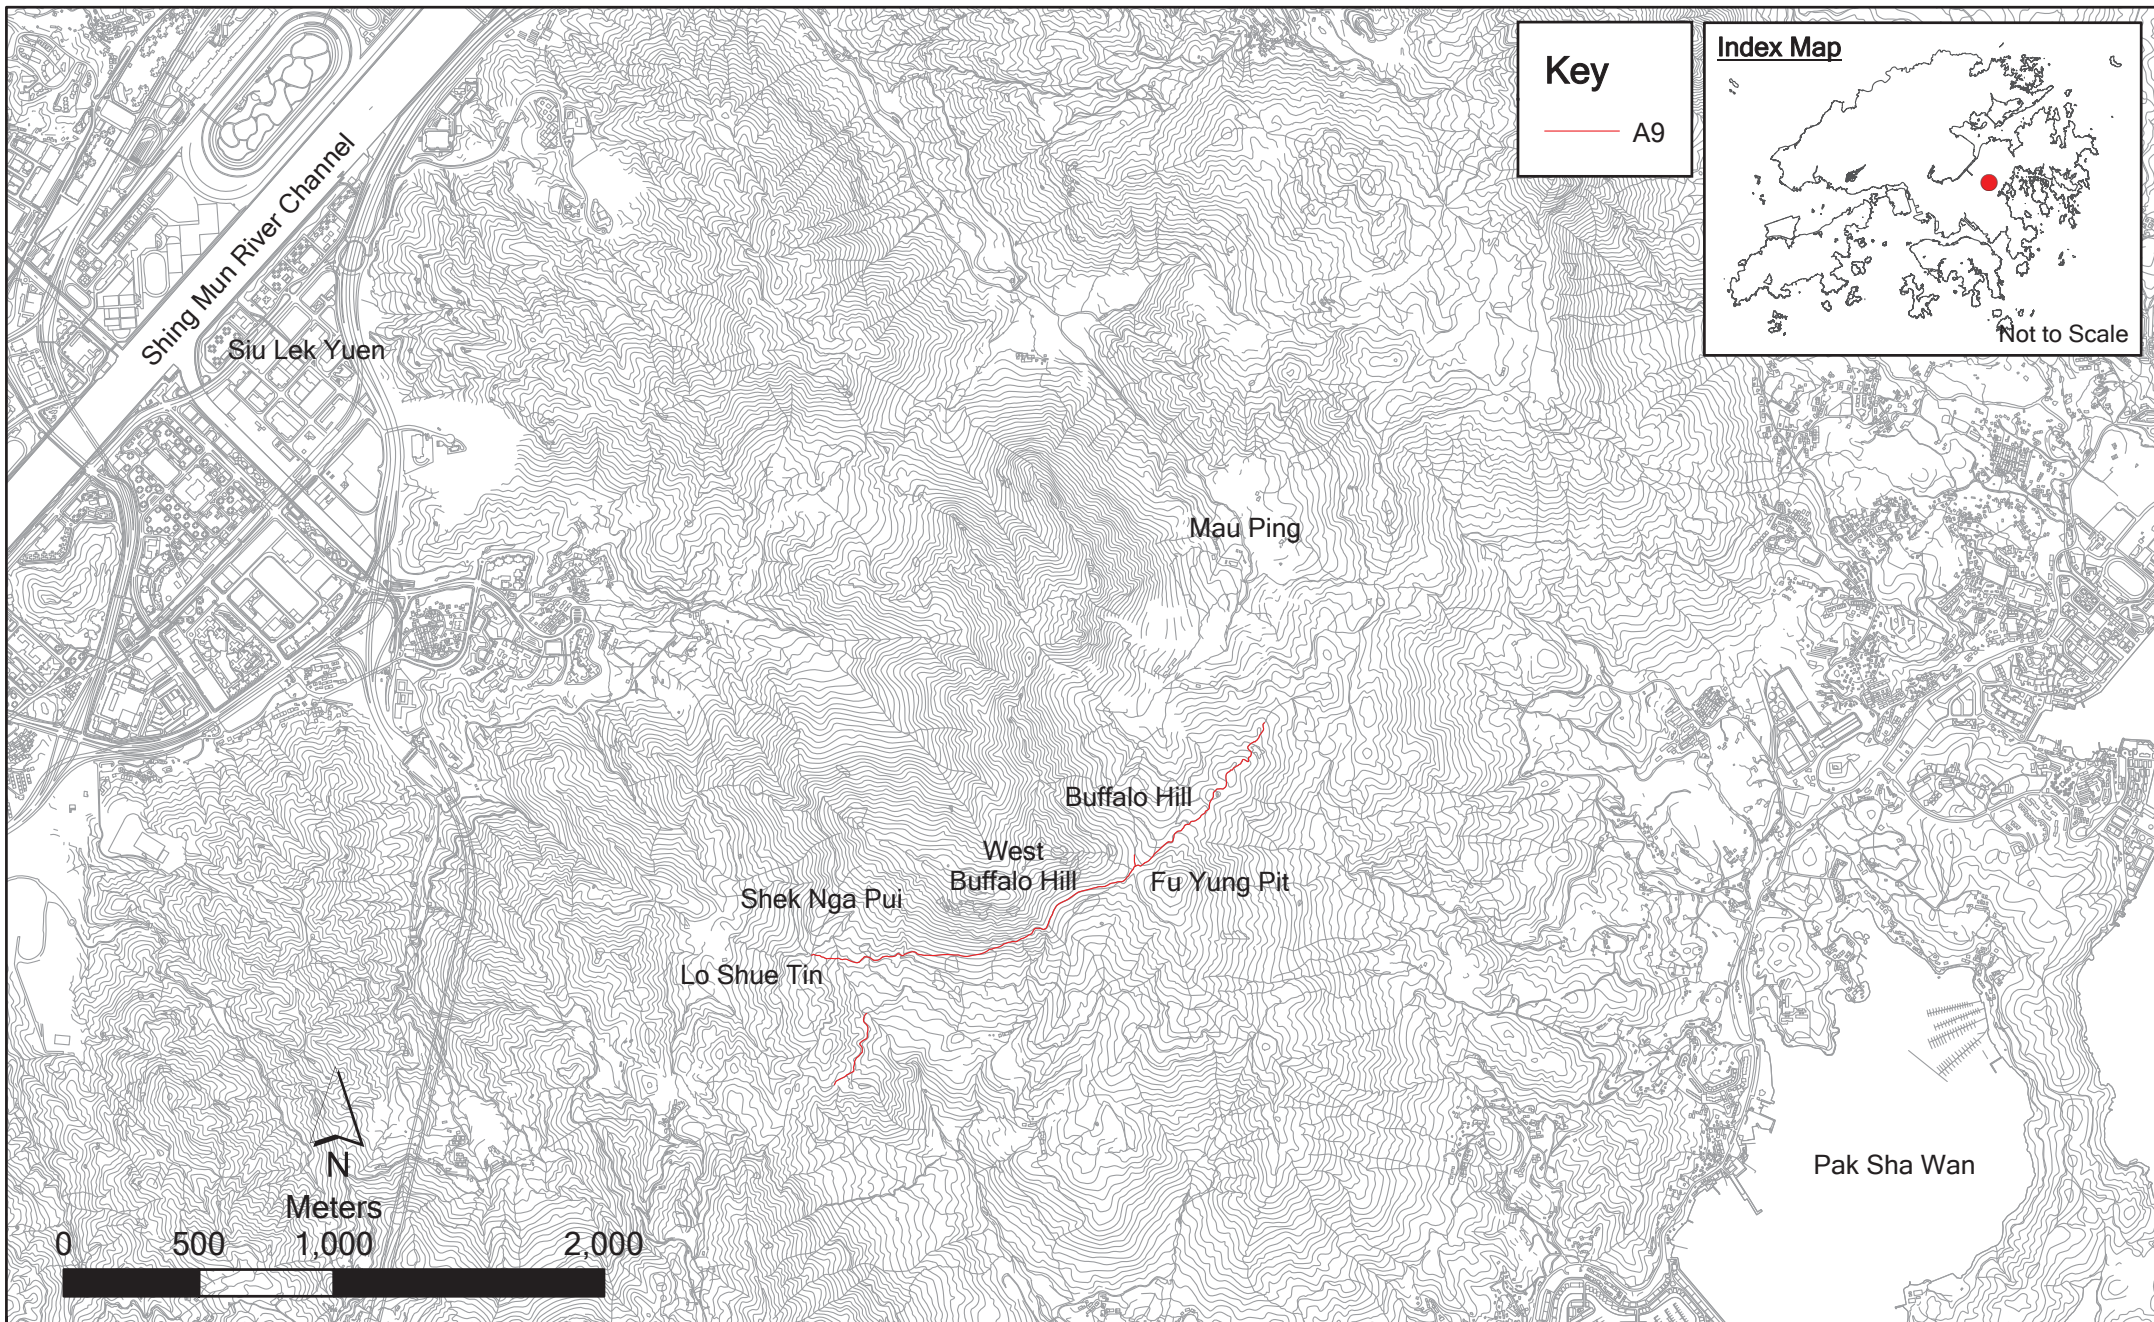 Key
A9
Index Map
Not to Scale
Shing Mun River Channel
Siu Lek Yuen
Mau Ping
Buffalo Hill
West
Buffalo Hill
Fu Yung Pit
Shek Nga Pui
Lo Shue Tin
Pak Sha Wan
N
Meters
0 500 1,000 2,000